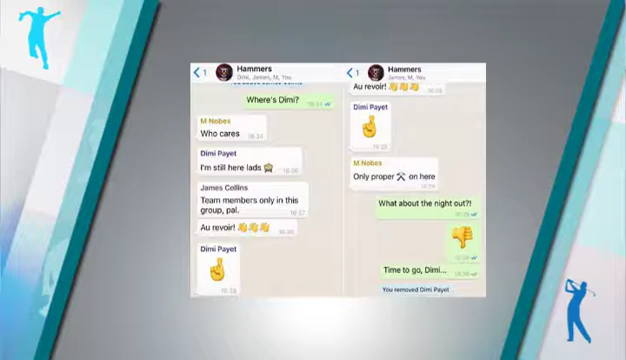 1
Hammers
Dimi, James, M, You
Where's Dimi?
M Nobes
Who cares
Dimi Payet
I'm still here lads
James Collins
Team members only in this
group, pal.
Au revoir!
Dimi Payet
1
Hammers
James, M, You
Au revoir!
Dimi Payet
M Nobes
Only proper ⚒ on here
What about the night out?!
Time to go, Dimi...
You removed Dimi Payet